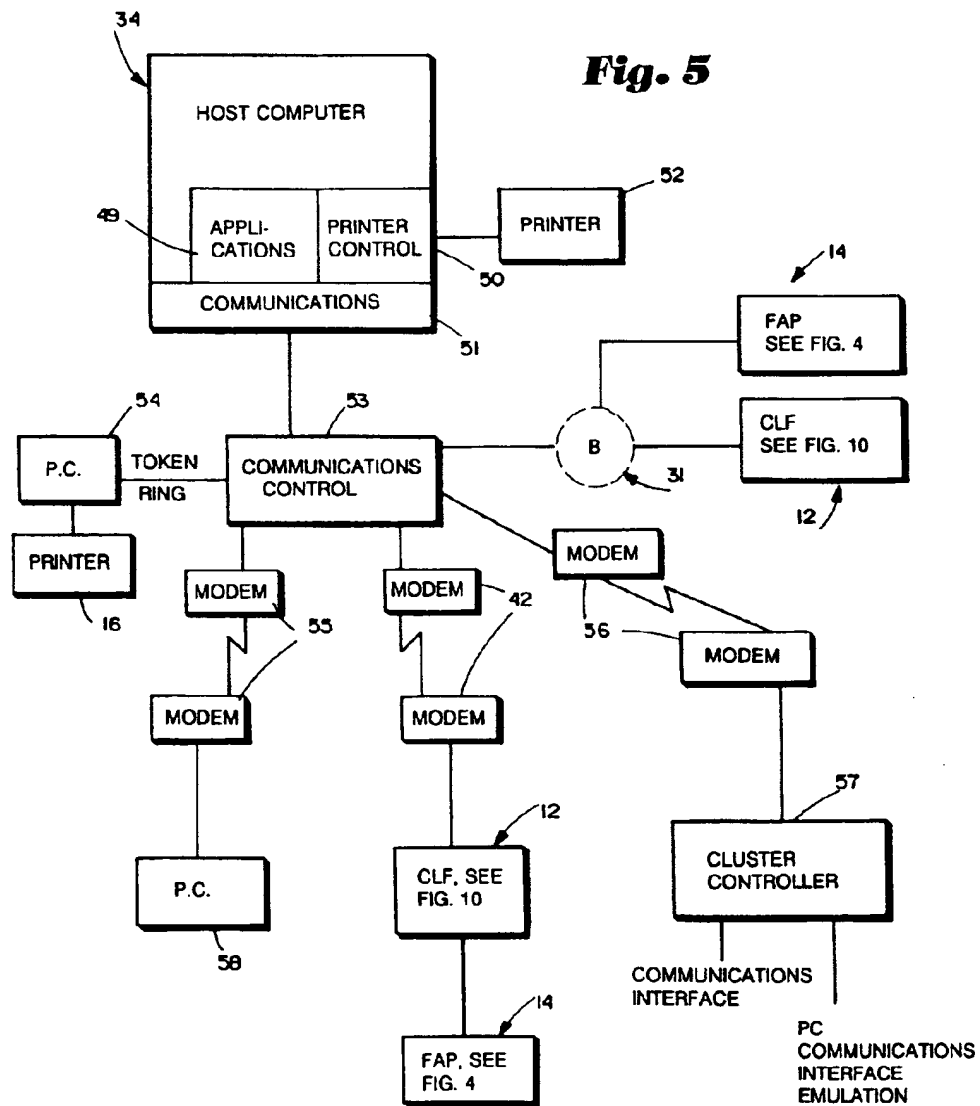 34
Fig. 5
HOST COMPUTER
52
49
APPLI-
CATIONS
PRINTER
CONTROL
PRINTER
50
14
COMMUNICATIONS
51
FAP
SEE FIG. 4
54
53
CLF
SEE FIG. 10
P.C.
TOKEN
RING
COMMUNICATIONS
CONTROL
B
31
12
PRINTER
16
MODEM
55
MODEM
42
MODEM
56
MODEM
MODEM
MODEM
57
12
P.C.
58
CLF, SEE
FIG. 10
CLUSTER
CONTROLLER
COMMUNICATIONS
INTERFACE
14
FAP, SEE
FIG. 4
PC
COMMUNICATIONS
INTERFACE
EMULATION